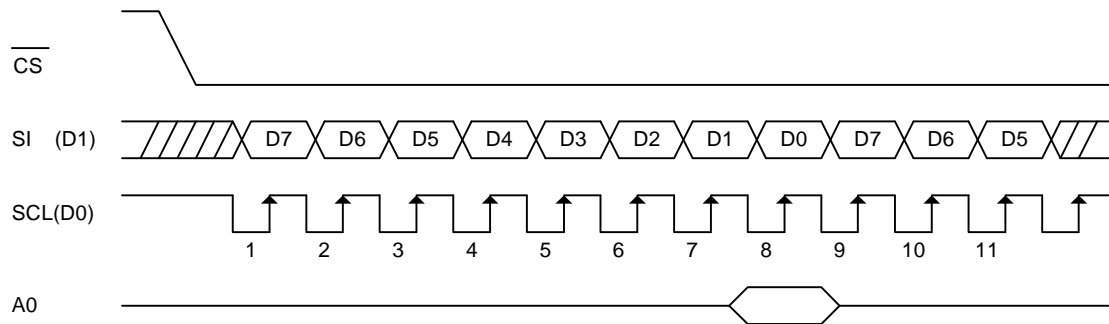 CS
SI (D1) D7 D6 D5 D4 D3 D2 D1 D0 D7 D6 D5
SCL(D0)
1 2 3 4 5 6 7 8 9 10 11
A0